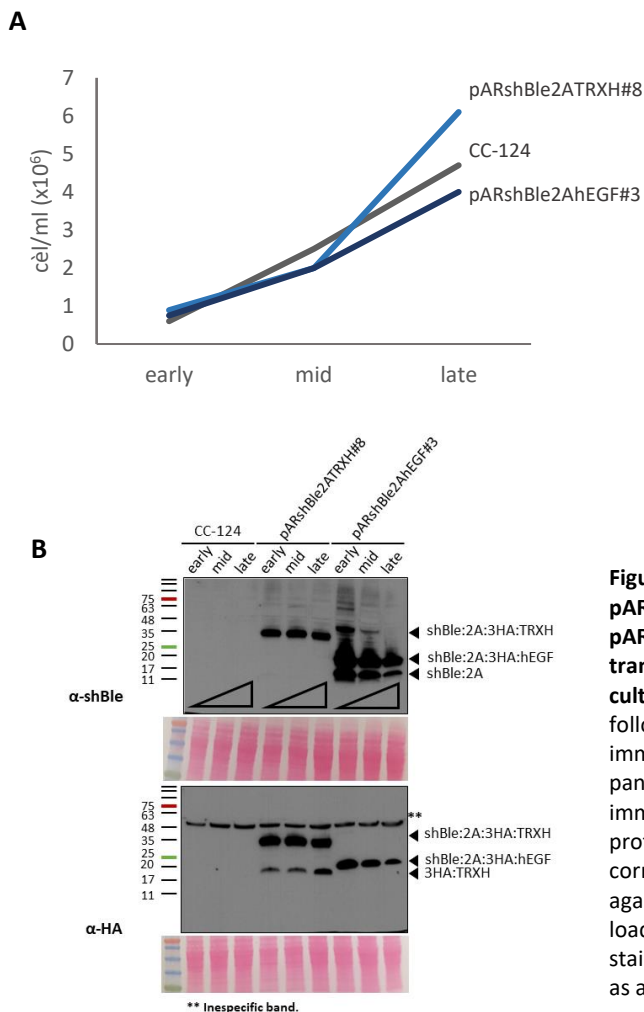 A
7
6
5
4
3
2
1
0
cèl/ml (x10⁶)
early mid late
pARshBle2ATRXH#8
CC-124
pARshBle2AhEGF#3
B
CC-124 pARshBle2ATRXH#8 pARshBle2AhEGF#3
early mid late early mid late early mid late
75
63
48
35
25
20
17
11
shBle:2A:3HA:TRXH
shBle:2A:3HA:hEGF
shBle:2A
α-shBle
75
63
48
35
25
20
17
11
**
shBle:2A:3HA:TRXH
shBle:2A:3HA:hEGF
3HA:TRXH
α-HA
** Inespecific band.
Figu
pAR
pAR
tran
cult
follo
imn
pan
imn
prot
corr
agai
load
stai
as a